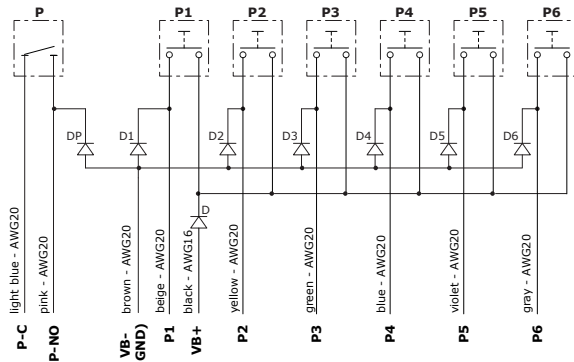 P
P1
P2
P3
P4
P5
P6
DP
D1
D2
D3
D4
D5
D6
D
light blue - AWG20
pink - AWG20
brown - AWG20
beige - AWG20
black - AWG16
yellow - AWG20
green - AWG20
blue - AWG20
violet - AWG20
gray - AWG20
P-C
P-NO
VB-
GND)
P1
VB+
P2
P3
P4
P5
P6